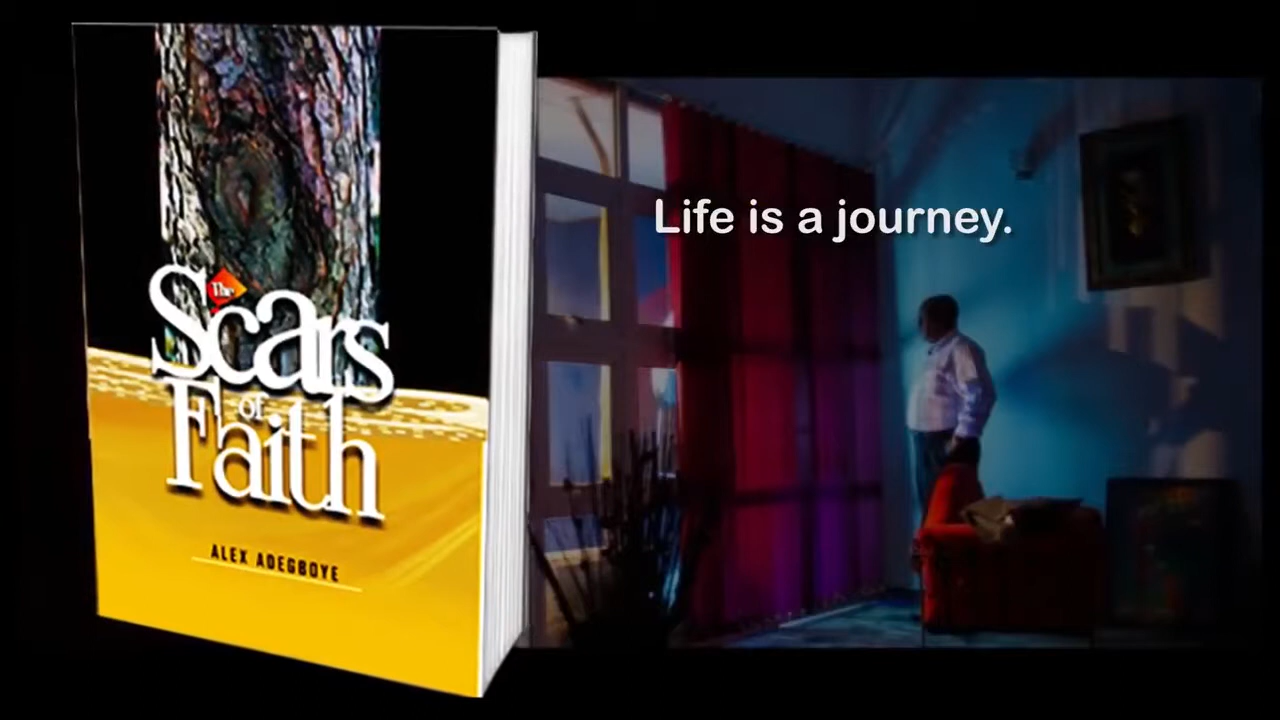 The
Scars
of
Faith
ALEX ADEGBOYE
Life is a journey.